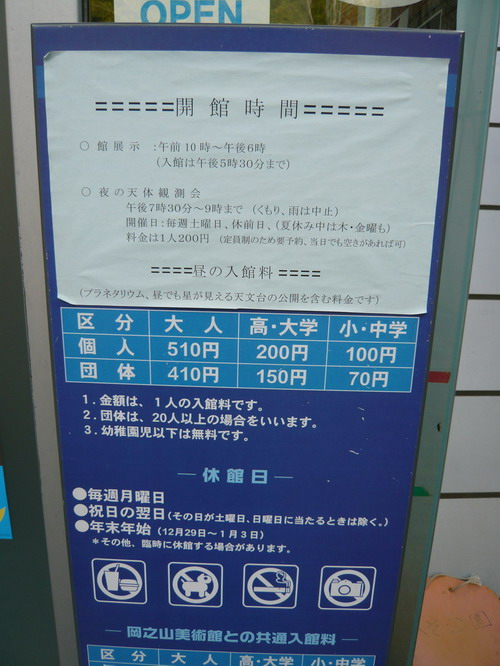 OPEN
=====開館時間=====
○ 館展示 :午前10時～午後6時
(入館は午後5時30分まで)
○ 夜の天体観測会
午後7時30分～9時まで (くもり、雨は中止)
開催日:毎週土曜日、休前日、(夏休み中は木・金曜も)
料金は1人200円 (定員制のため要予約、当日でも空きがあれば可)
====昼の入館料====
(プラネタリウム、昼でも星が見える天文台の公開を含む料金です)
区分 大人 高・大学 小・中学
個人 510円 200円 100円
団体 410円 150円 70円
1.金額は、1人の入館料です。
2.団体は、20人以上の場合をいいます。
3.幼稚園児以下は無料です。
―休館日―
●毎週月曜日
●祝日の翌日(その日が土曜日、日曜日に当たるときは除く。)
●年末年始(12月29日～1月3日)
*その他、臨時に休館する場合があります。
―岡之山美術館との共通入館料―
区分 大人 高・大学 小・中学